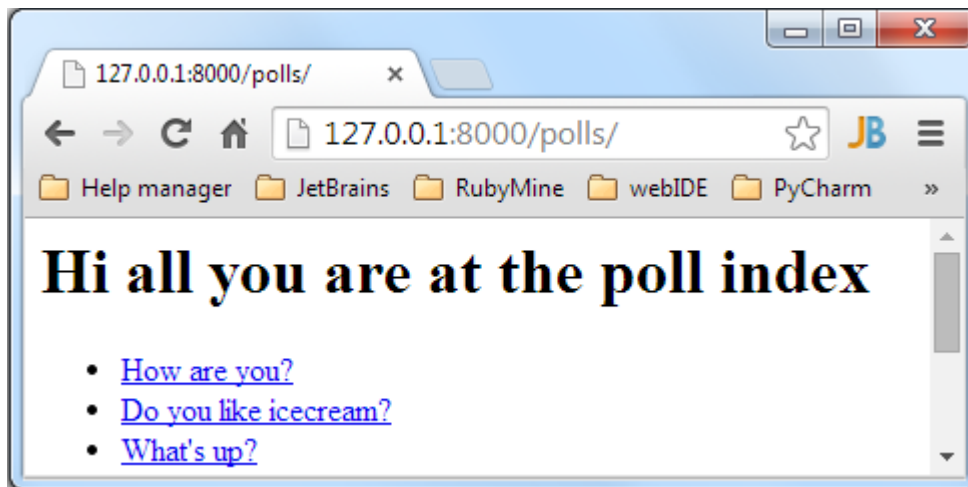 127.0.0.1:8000/polls/
127.0.0.1:8000/polls/ JB
Help manager JetBrains RubyMine webIDE PyCharm »
Hi all you are at the poll index
• How are you?
• Do you like icecream?
• What's up?